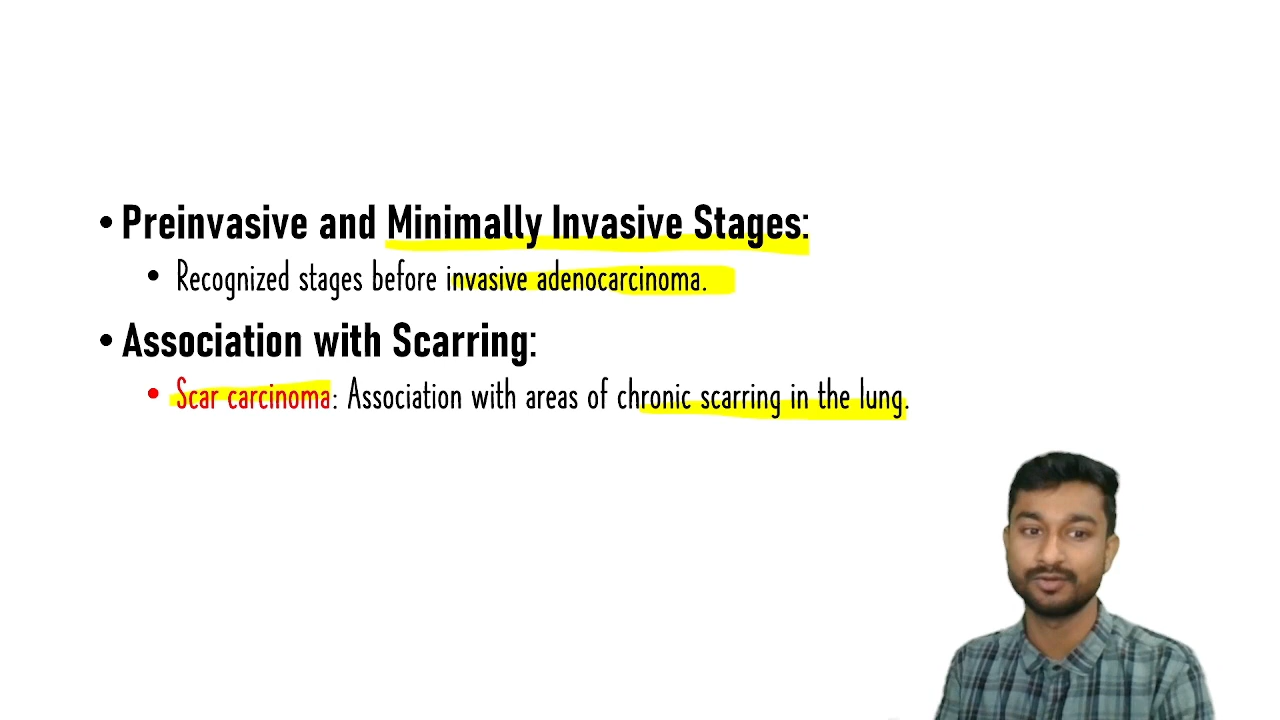 • Preinvasive and Minimally Invasive Stages:
• Recognized stages before invasive adenocarcinoma.
• Association with Scarring:
• Scar carcinoma: Association with areas of chronic scarring in the lung.